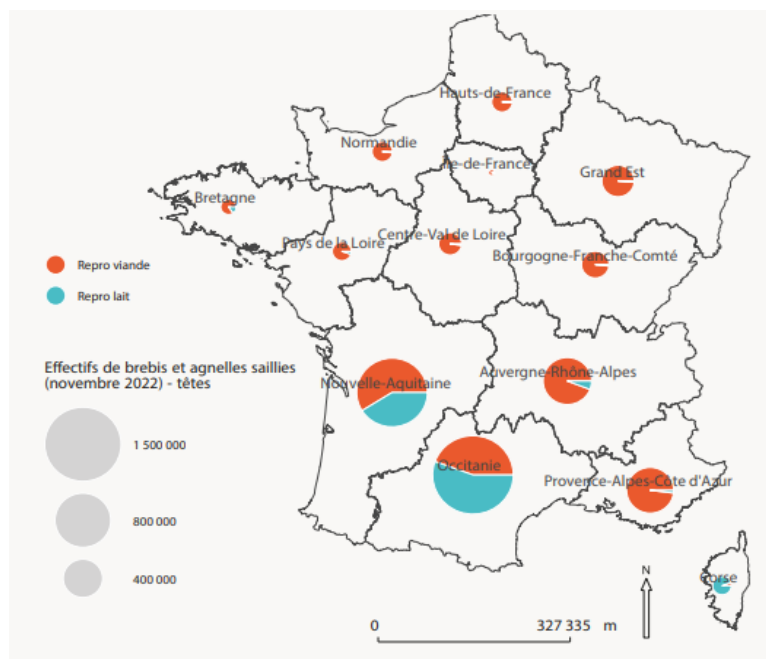 Hauts-de-France
Normandie
Île-de-France
Grand Est
Bretagne
Pays de la Loire
Centre-Val de Loire
Bourgogne-Franche-Comté
Repro viande
Repro lait
Effectifs de brebis et agnelles saillies
(novembre 2022) - têtes
1 500 000
800 000
400 000
Nouvelle-Aquitaine
Auvergne-Rhône-Alpes
Occitanie
Provence-Alpes-Côte d'Azur
Corse
N
0
327 335 m